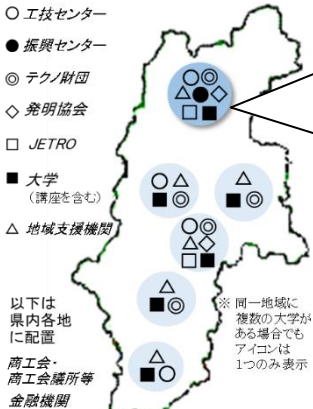 ○ 工技センター
● 振興センター
◎ テクノ財団
◇ 発明協会
□ JETRO
■ 大学
(講座を含む)
△ 地域支援機関
以下は
県内各地
に配置
商工会・
商工会議所等
金融機関
※ 同一地域に
複数の大学が
ある場合でも
アイコンは
1つのみ表示